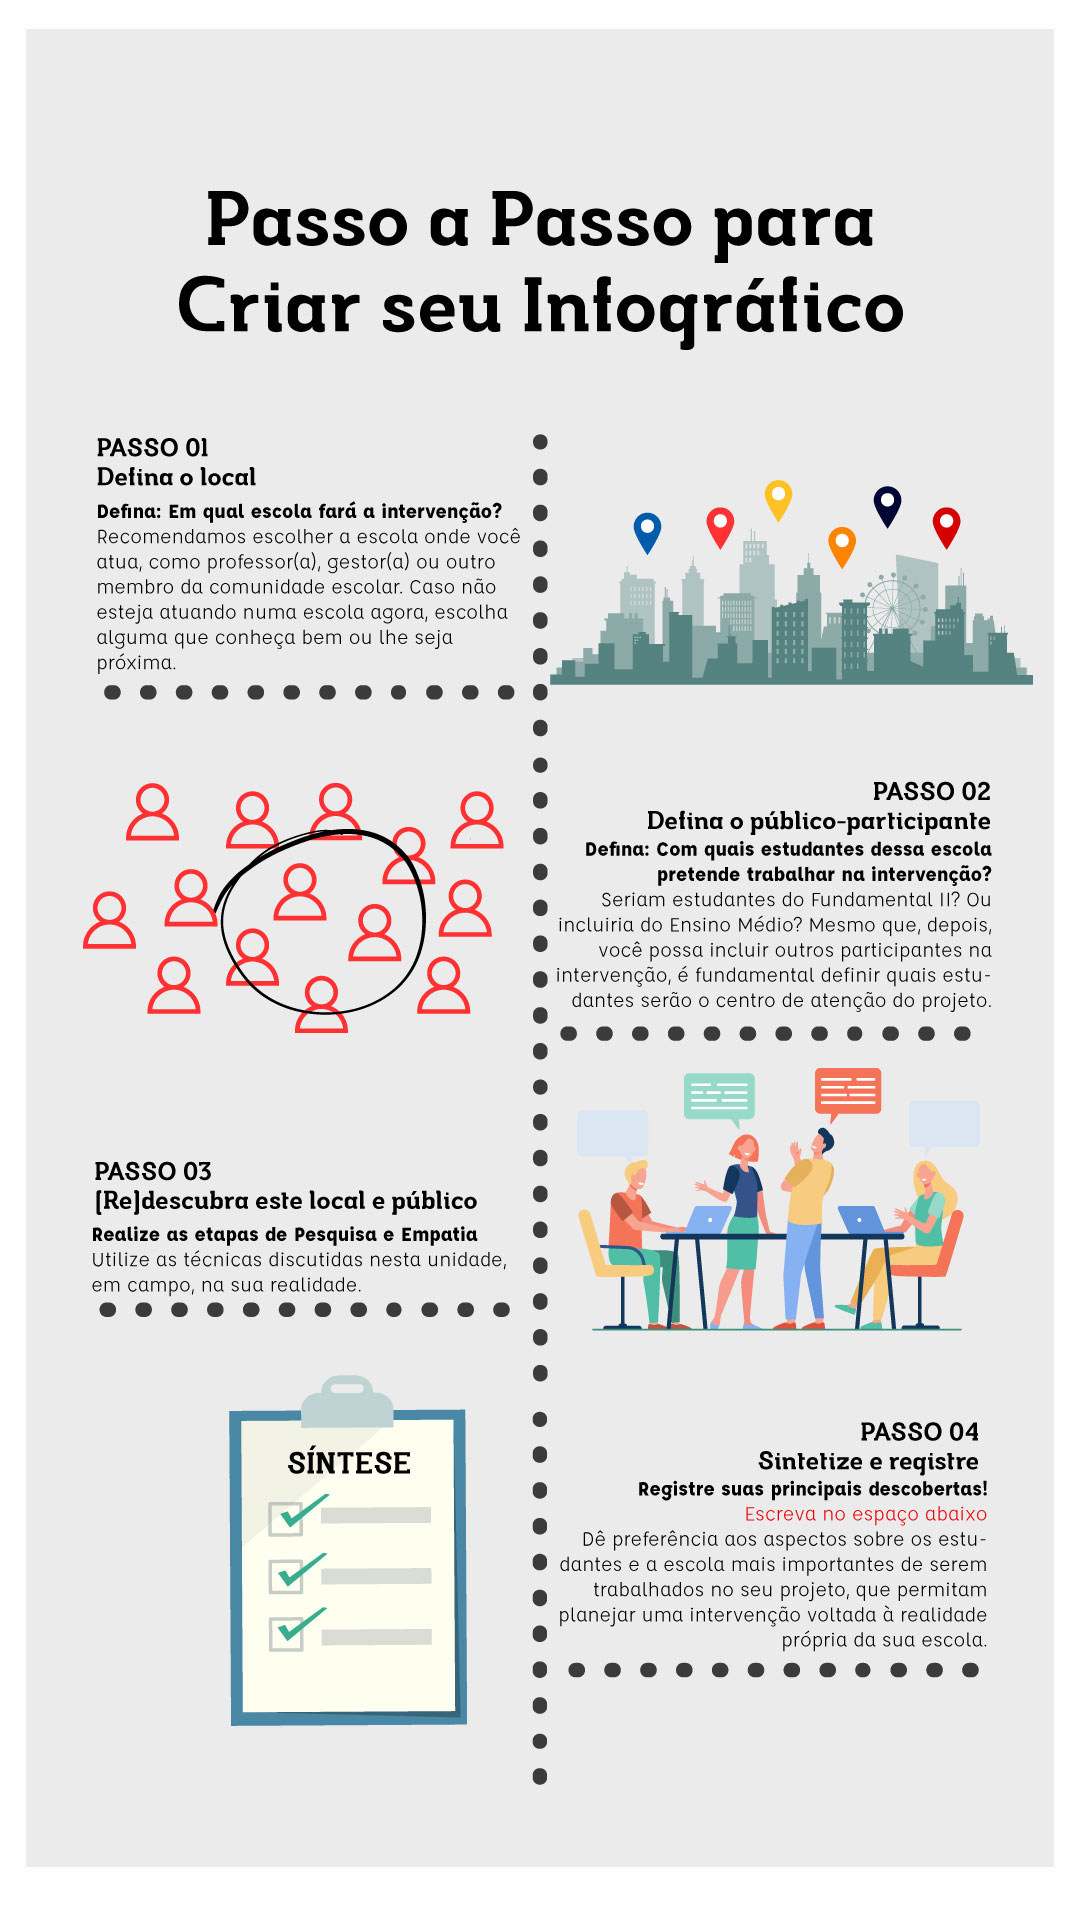 Passo a Passo para
Criar seu Infográfico
PASSO 01
Defina o local
Defina: Em qual escola fará a intervenção?
Recomendamos escolher a escola onde você
atua, como professor(a), gestor(a) ou outro
membro da comunidade escolar. Caso não
esteja atuando numa escola agora, escolha
alguma que conheça bem ou lhe seja
próxima.
PASSO 02
Defina o público-participante
Defina: Com quais estudantes dessa escola
pretende trabalhar na intervenção?
Seriam estudantes do Fundamental II? Ou
incluiria do Ensino Médio? Mesmo que, depois,
você possa incluir outros participantes na
intervenção, é fundamental definir quais estu-
dantes serão o centro de atenção do projeto.
PASSO 03
(Re)descubra este local e público
Realize as etapas de Pesquisa e Empatia
Utilize as técnicas discutidas nesta unidade,
em campo, na sua realidade.
SÍNTESE
PASSO 04
Sintetize e registre
Registre suas principais descobertas!
Escreva no espaço abaixo
Dê preferência aos aspectos sobre os estu-
dantes e a escola mais importantes de serem
trabalhados no seu projeto, que permitam
planejar uma intervenção voltada à realidade
própria da sua escola.